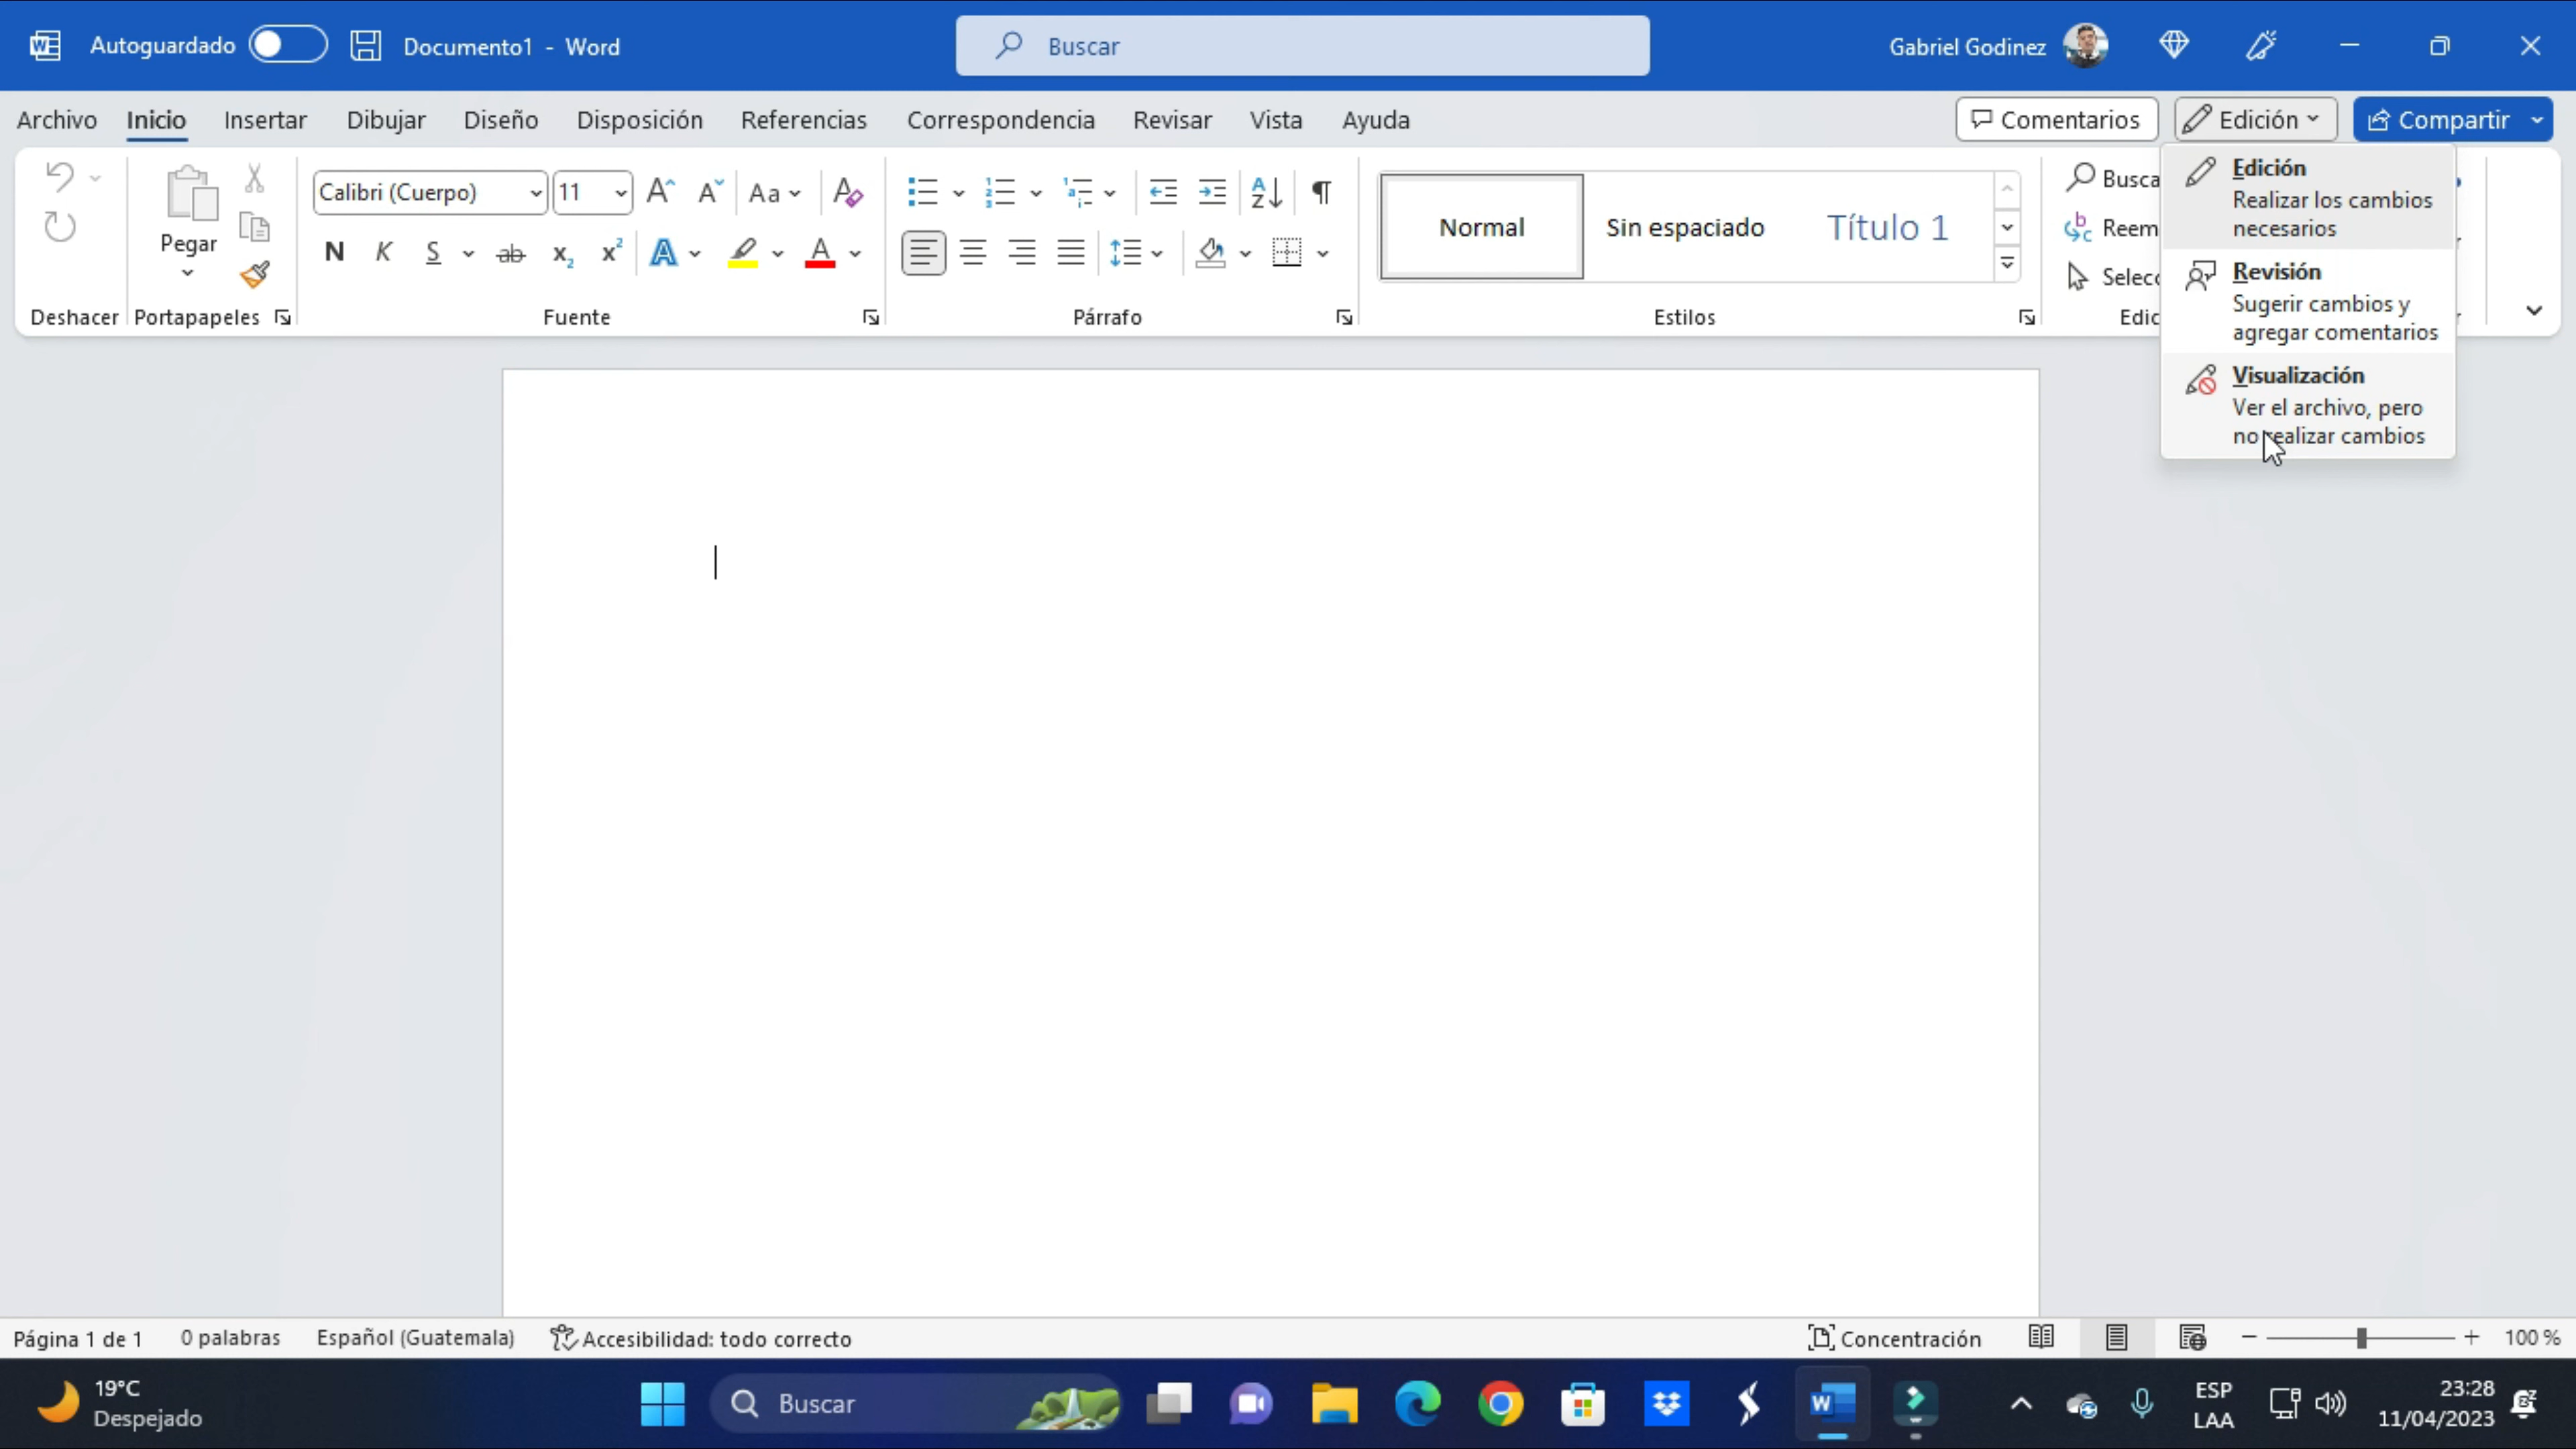 Autoguardado
Documento1 - Word
Buscar
Gabriel Godinez
Archivo
Inicio
Insertar
Dibujar
Diseño
Disposición
Referencias
Correspondencia
Revisar
Vista
Ayuda
Comentarios
Edición
Compartir
Pegar
Calibri (Cuerpo)
11
Aa
N
K
S
ab
Normal
Sin espaciado
Título 1
Busca
Reem
Selec
Deshacer
Portapapeles
Fuente
Párrafo
Estilos
Edic
Edición
Realizar los cambios
necesarios
Revisión
Sugerir cambios y
agregar comentarios
Visualización
Ver el archivo, pero
no realizar cambios
Página 1 de 1
0 palabras
Español (Guatemala)
Accesibilidad: todo correcto
Concentración
100 %
19°C
Despejado
Buscar
ESP
LAA
23:28
11/04/2023